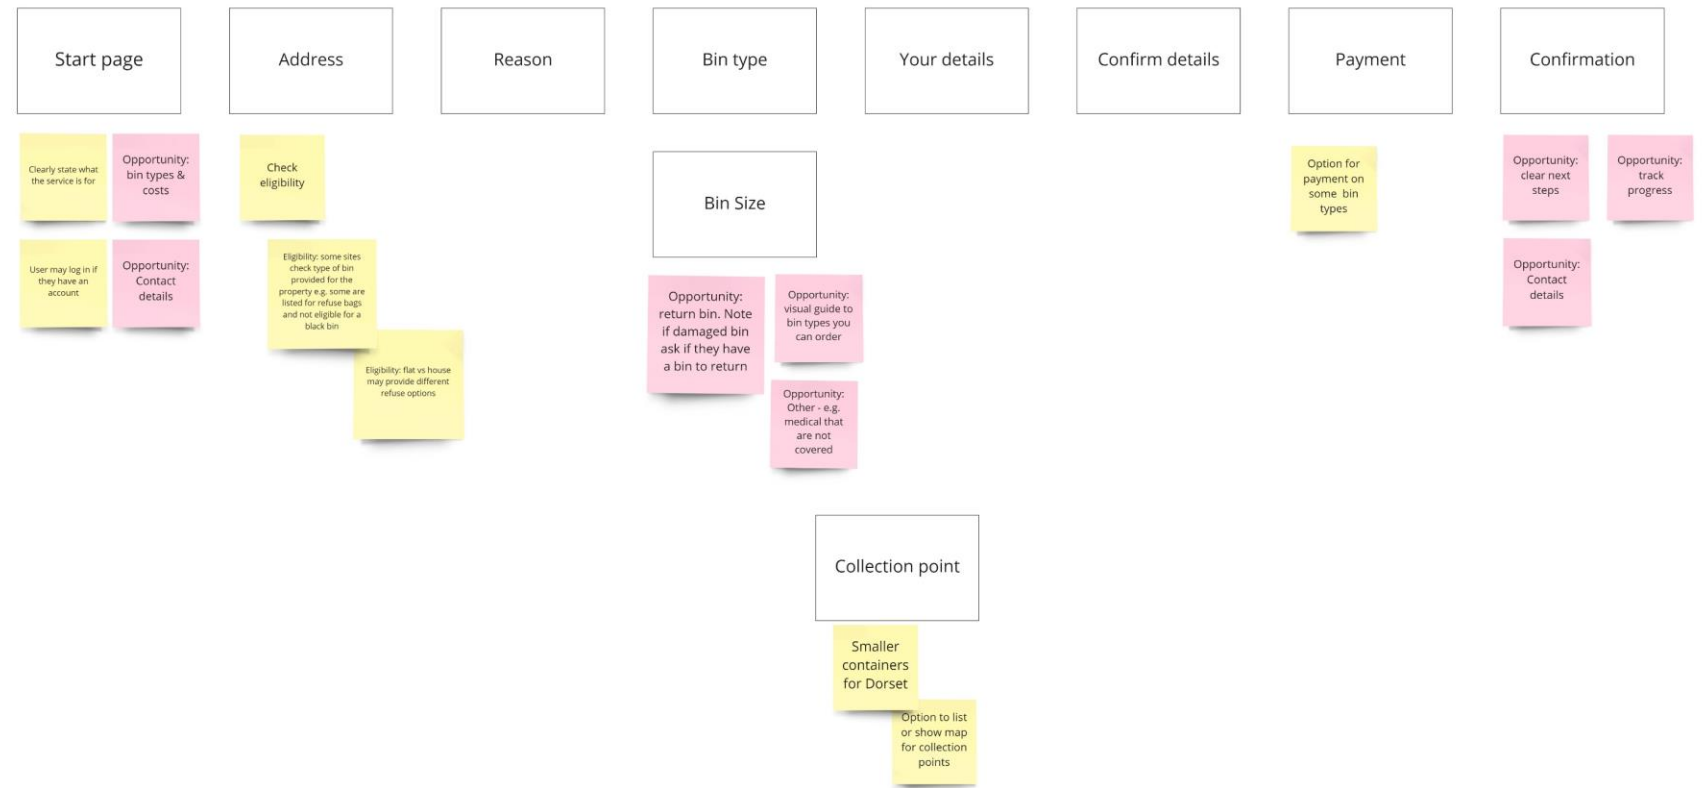 Start page
Address
Reason
Bin type
Your details
Confirm details
Payment
Confirmation
Clearly state what
the service is for
Opportunity:
bin types &
costs
User may log in if
they have an
account
Opportunity:
Contact
details
Check
eligibility
Eligibility: some sites
check type of bin
provided for the
property e.g. some are
listed for refuse bags
and not eligible for a
black bin
Eligibility: flat vs house
may provide different
refuse options
Bin Size
Opportunity:
return bin. Note
if damaged bin
ask if they have
a bin to return
Opportunity:
visual guide to
bin types you
can order
Opportunity:
Other - e.g.
medical that
are not
covered
Collection point
Smaller
containers
for Dorset
Option to list
or show map
for collection
points
Option for
payment on
some bin
types
Opportunity:
clear next
steps
Opportunity:
track
progress
Opportunity:
Contact
details